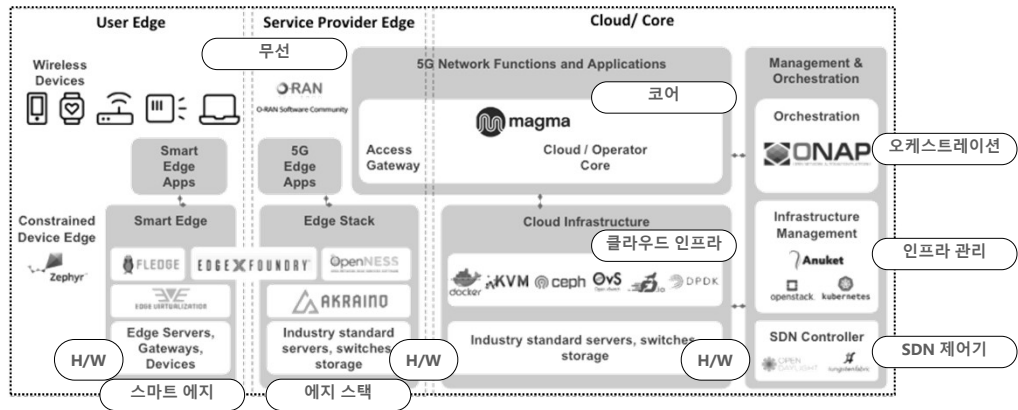 User Edge
Service Provider Edge
Cloud/ Core
무선
Wireless
Devices
O-RAN
O-RAN Software Community
5G Network Functions and Applications
코어
magma
Access
Gateway
Cloud / Operator
Core
Management &
Orchestration
Orchestration
ONAP
오케스트레이션
Smart
Edge
Apps
5G
Edge
Apps
Constrained
Device Edge
Zephyr
Smart Edge
FLEDGE
EDGE X FOUNDRY
EDGE VIRTUALIZATION
Edge Servers,
Gateways,
Devices
H/W
스마트 에지
Edge Stack
OpenNESS
AKRAINO
Industry standard
servers, switches
storage
H/W
에지 스택
Cloud Infrastructure
클라우드 인프라
docker
KVM
ceph
OvS
DPDK
Industry standard servers, switches
storage
H/W
Infrastructure
Management
Anuket
openstack
kubernetes
인프라 관리
SDN Controller
OPEN
DAYLIGHT
tungstenfabric
SDN 제어기